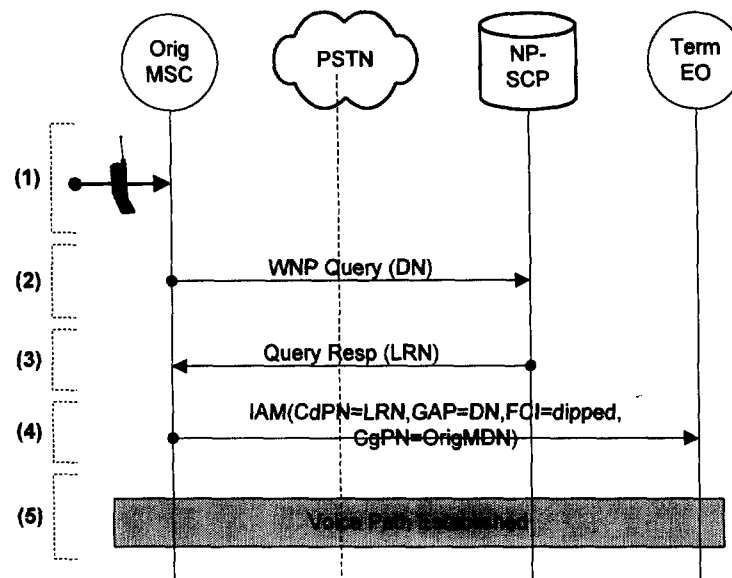 Orig
MSC
PSTN
NP-
SCP
Term
EO
(1)
(2)
WNP Query (DN)
(3)
Query Resp (LRN)
(4)
IAM(CdPN=LRN,GAP=DN,FCI=dipped,
CgPN=OrigMDN)
(5)
Voice Path Established